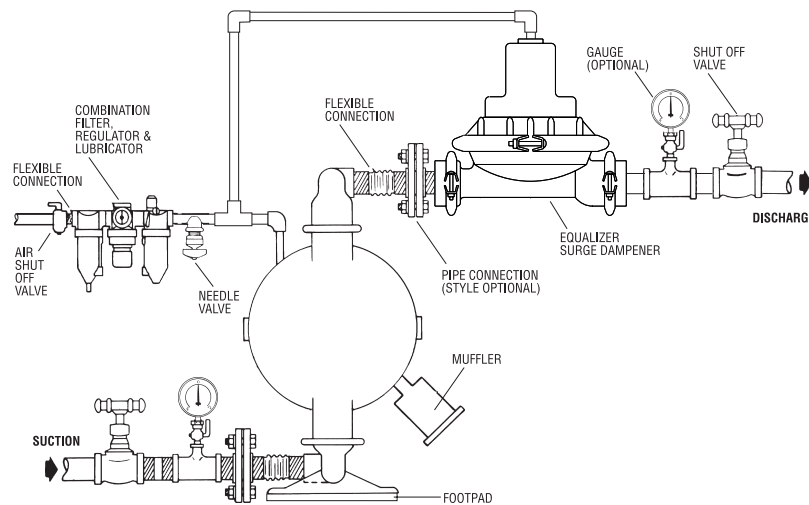 GAUGE
(OPTIONAL)
SHUT OFF
VALVE
COMBINATION
FILTER,
REGULATOR &
LUBRICATOR
FLEXIBLE
CONNECTION
FLEXIBLE
CONNECTION
DISCHARG
EQUALIZER
SURGE DAMPENER
AIR
SHUT
OFF
VALVE
NEEDLE
VALVE
PIPE CONNECTION
(STYLE OPTIONAL)
MUFFLER
SUCTION
FOOTPAD